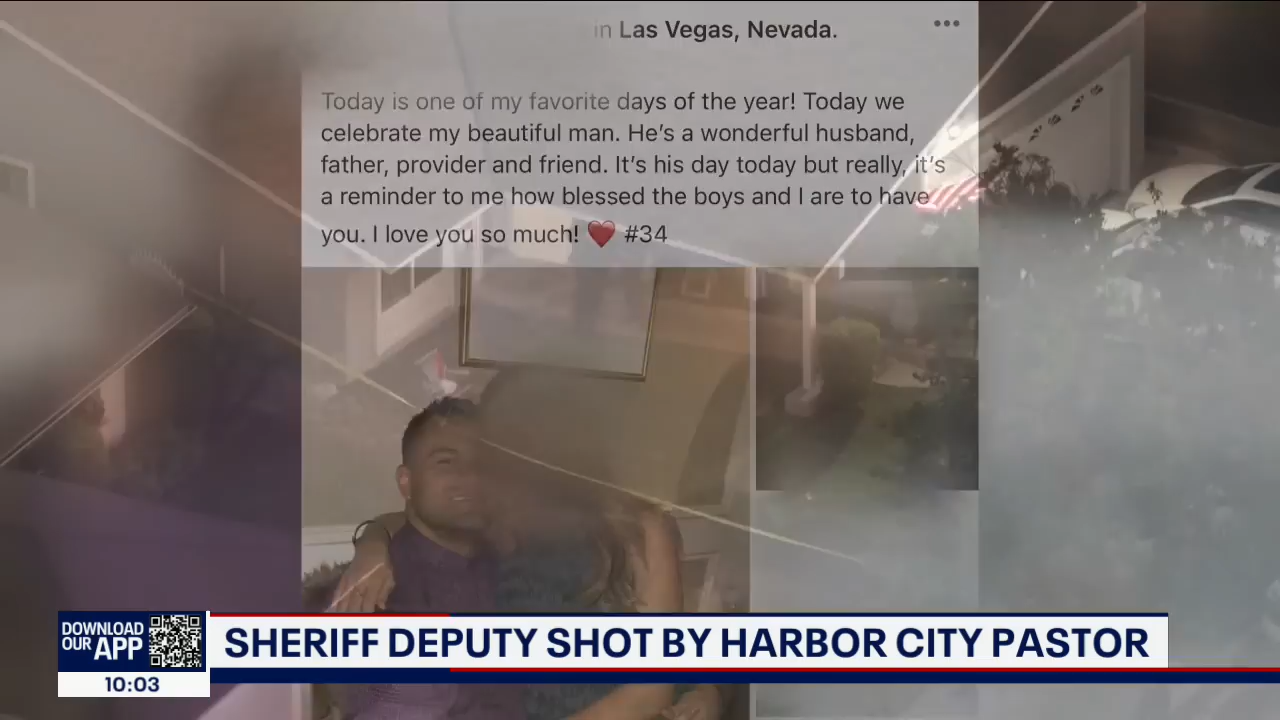 in Las Vegas, Nevada.
Today is one of my favorite days of the year! Today we
celebrate my beautiful man. He's a wonderful husband,
father, provider and friend. It's his day today but really, it's
a reminder to me how blessed the boys and I are to have
you. I love you so much! ❤️ #34
DOWNLOAD
OUR APP
10:03
SHERIFF DEPUTY SHOT BY HARBOR CITY PASTOR